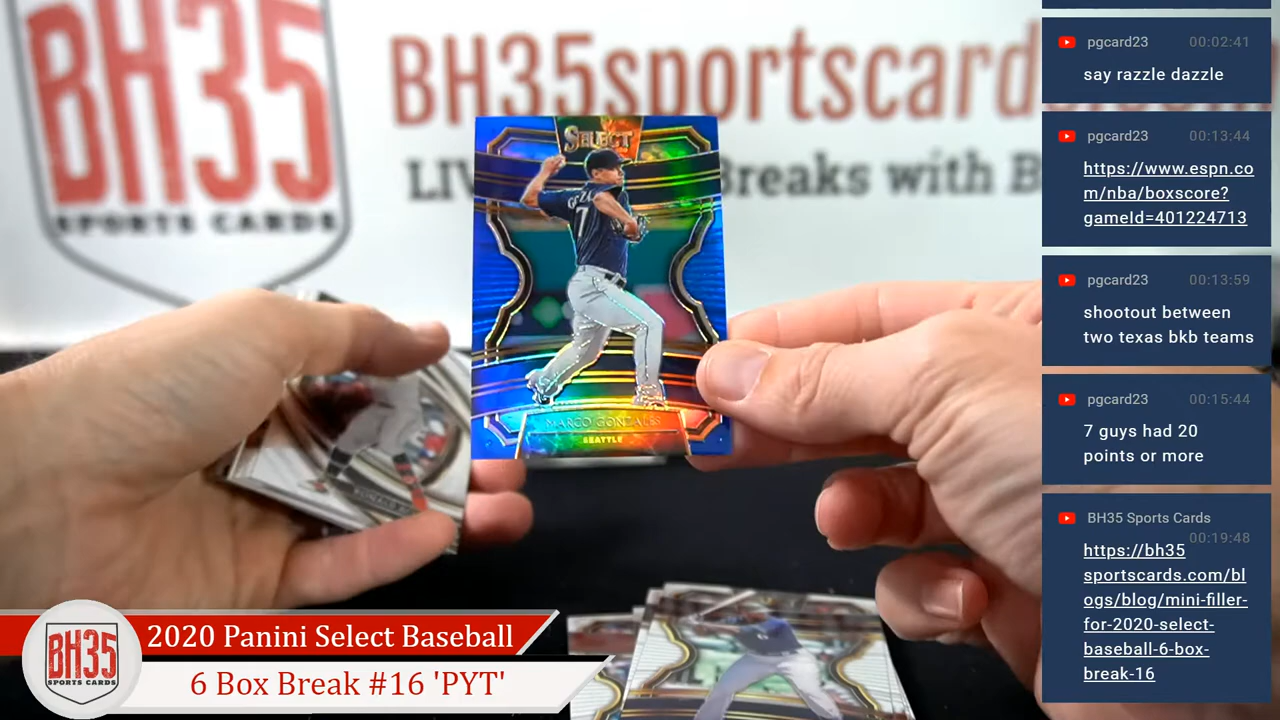 BH35
SPORTS CARDS
BH35sportscards.com
Breaks with B
SELECT
7
MARCO GONZALES
SEATTLE
BH35
SPORTS CARDS
2020 Panini Select Baseball
6 Box Break #16 'PYT'
pgcard23 00:02:41
say razzle dazzle
pgcard23 00:13:44
https://www.espn.co
m/nba/boxscore?
gameId=401224713
pgcard23 00:13:59
shootout between
two texas bkb teams
pgcard23 00:15:44
7 guys had 20
points or more
BH35 Sports Cards
00:19:48
https://bh35
sportscards.com/bl
ogs/blog/mini-filler-
for-2020-select-
baseball-6-box-
break-16